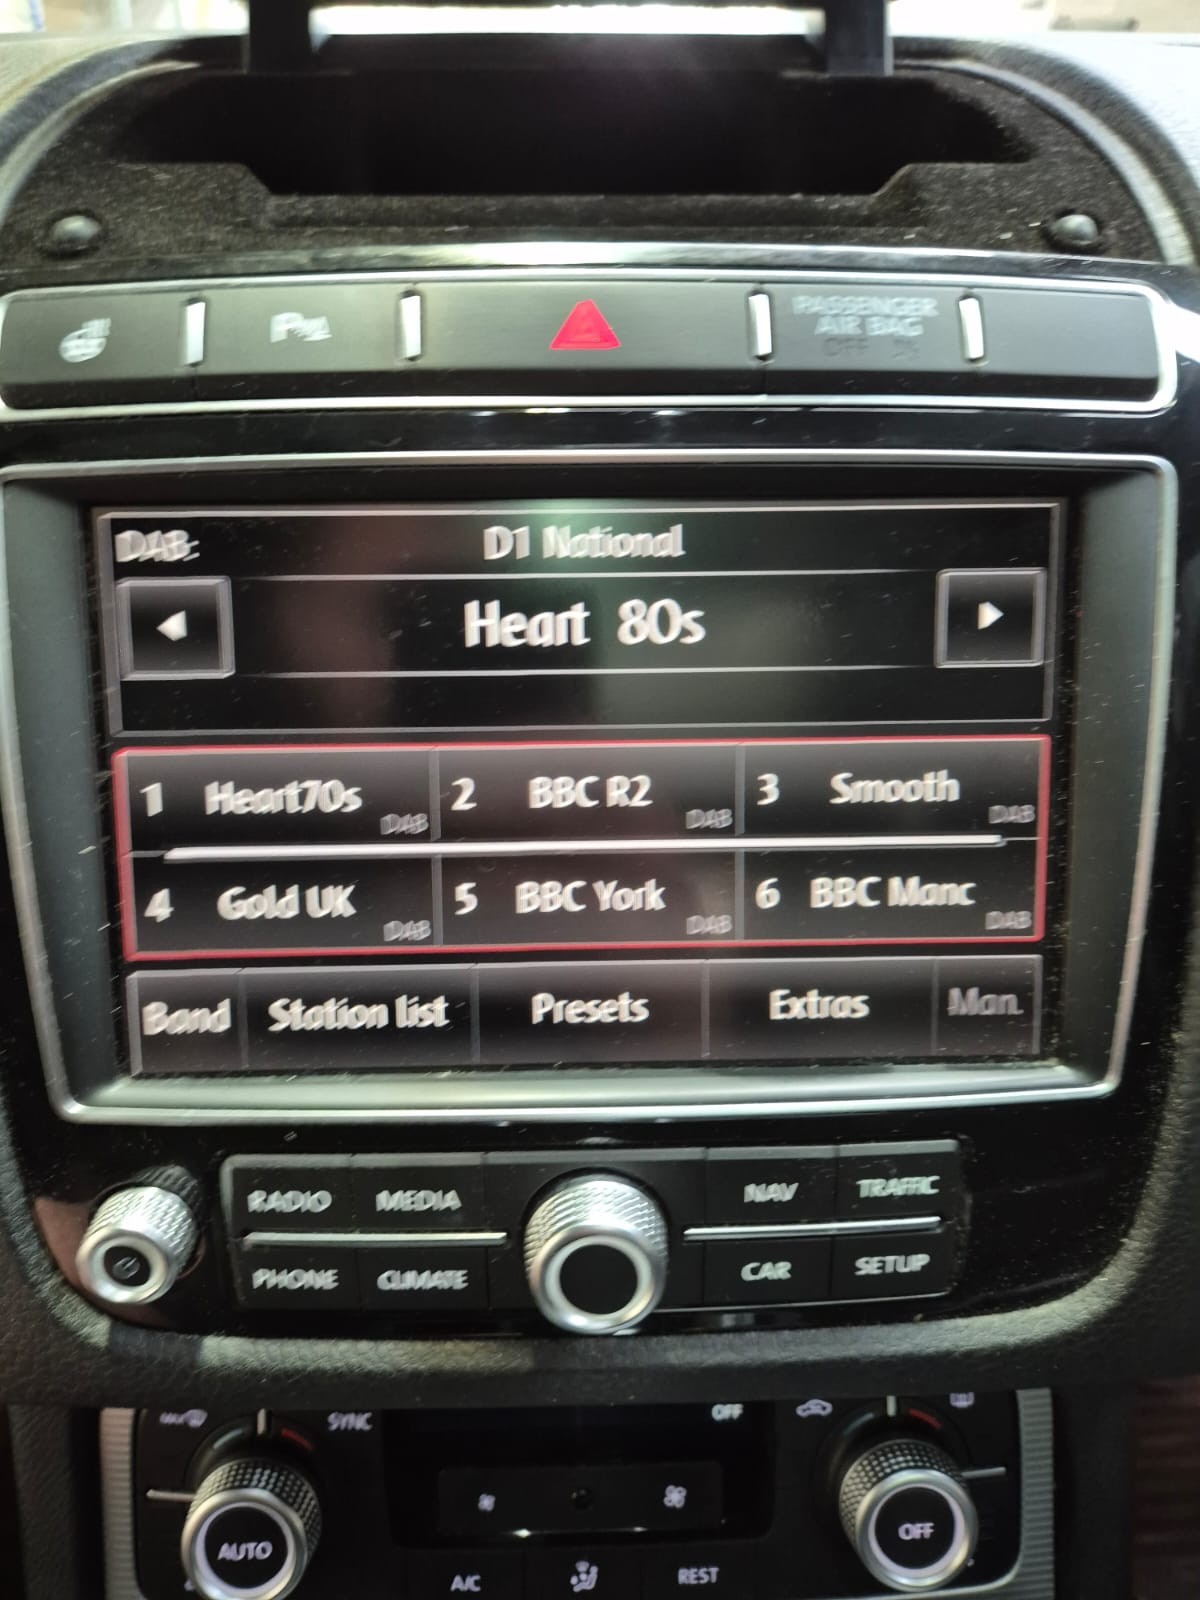 PASSENGER
AIR BAG
OFF
DAB:
D1 National
Heart 80s
1 Heart70s DAB
2 BBC R2 DAB
3 Smooth DAB
4 Gold UK DAB
5 BBC York DAB
6 BBC Manc DAB
Band Station list Presets Extras Man.
RADIO MEDIA NAV TRAFFIC
PHONE CLIMATE CAR SETUP
SYNC OFF
AUTO OFF
A/C REST